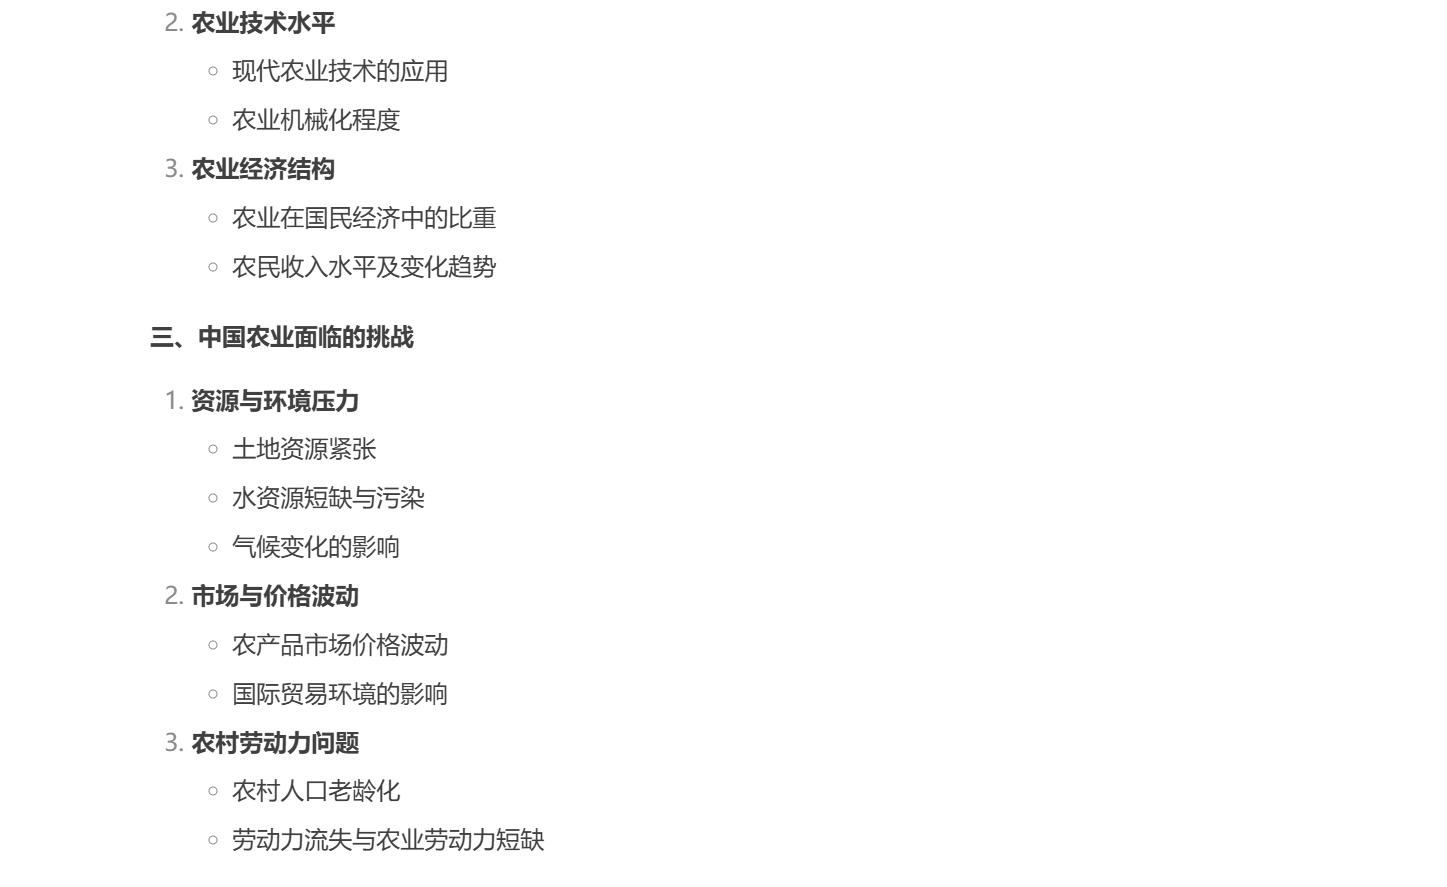 2. 农业技术水平
现代农业技术的应用
农业机械化程度
3. 农业经济结构
农业在国民经济中的比重
农民收入水平及变化趋势
三、中国农业面临的挑战
1. 资源与环境压力
土地资源紧张
水资源短缺与污染
气候变化的影响
2. 市场与价格波动
农产品市场价格波动
国际贸易环境的影响
3. 农村劳动力问题
农村人口老龄化
劳动力流失与农业劳动力短缺